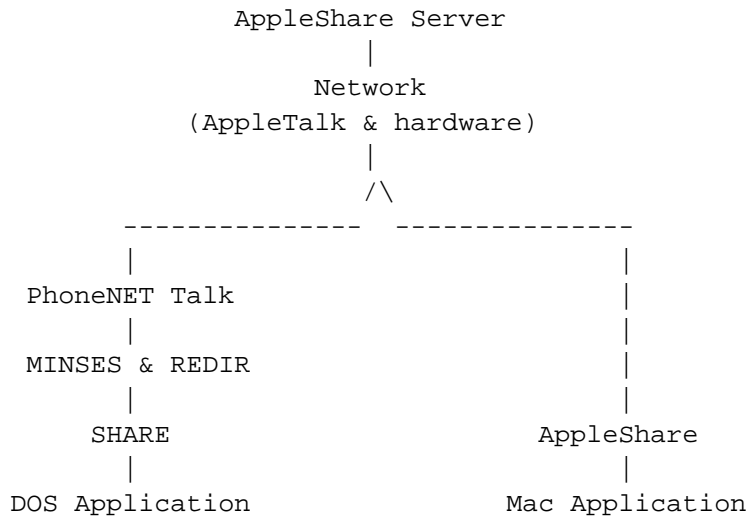 AppleShare Server
|
Network
(AppleTalk & hardware)
|
/\
--------------- ---------------
| |
PhoneNET Talk |
| |
MINSES & REDIR |
| |
SHARE AppleShare
| |
DOS Application Mac Application